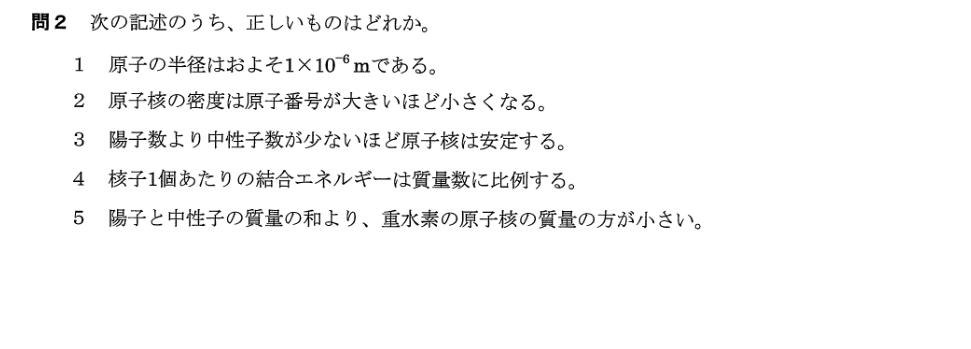 問2 次の記述のうち、正しいものはどれか。
1 原子の半径はおよそ1×10⁻⁶mである。
2 原子核の密度は原子番号が大きいほど小さくなる。
3 陽子数より中性子数が少ないほど原子核は安定する。
4 核子1個あたりの結合エネルギーは質量数に比例する。
5 陽子と中性子の質量の和より、重水素の原子核の質量の方が小さい。